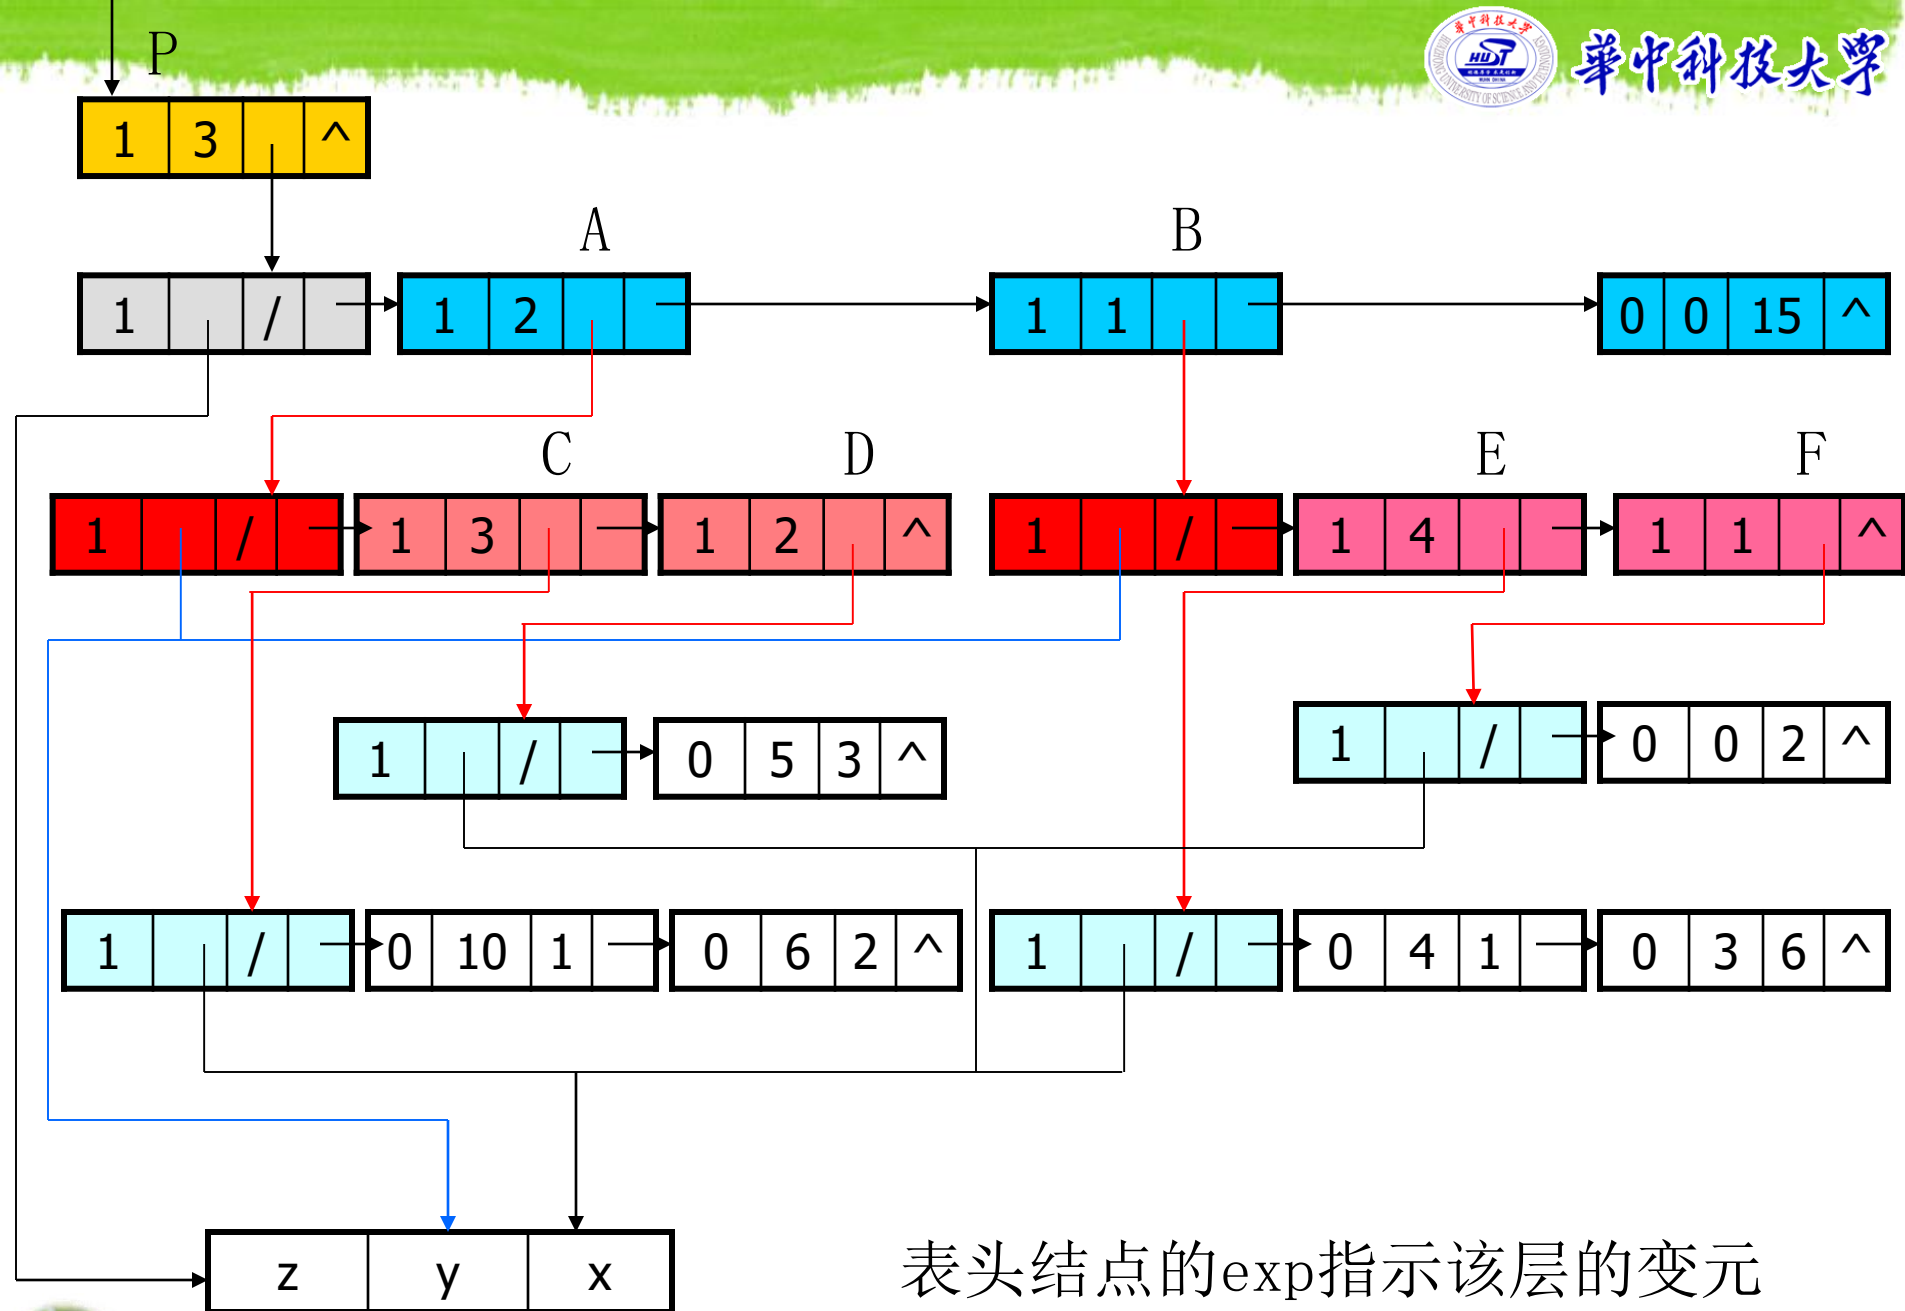 華中科技大学
HUST
P
1 3 ^
A B
1 / 1 2 1 1 0 0 15 ^
C D E F
1 / 1 3 1 2 ^ 1 / 1 4 1 1 ^
1 / 0 5 3 ^ 1 / 0 0 2 ^
1 / 0 10 1 0 6 2 ^ 1 / 0 4 1 0 3 6 ^
z y x
表头结点的exp指示该层的变元